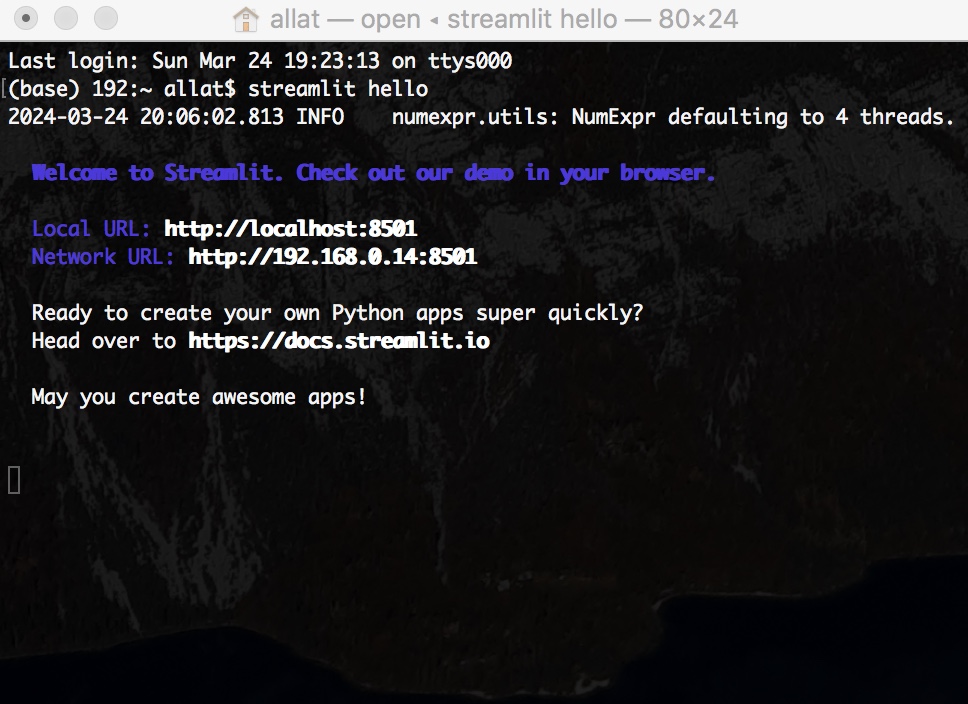 allat — open ◂ streamlit hello — 80×24
Last login: Sun Mar 24 19:23:13 on ttys000
[(base) 192:~ allat$ streamlit hello
2024-03-24 20:06:02.813 INFO    numexpr.utils: NumExpr defaulting to 4 threads.
Welcome to Streamlit. Check out our demo in your browser.
Local URL: http://localhost:8501
Network URL: http://192.168.0.14:8501
Ready to create your own Python apps super quickly?
Head over to https://docs.streamlit.io
May you create awesome apps!